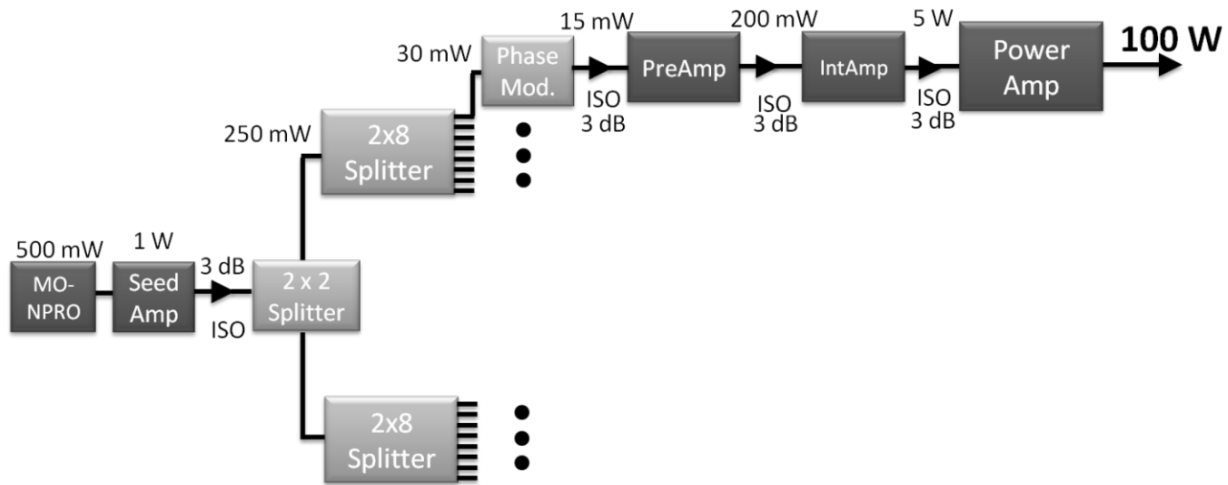 15 mW
200 mW
5 W
100 W
30 mW
Phase
Mod.
PreAmp
IntAmp
Power
Amp
ISO
3 dB
ISO
3 dB
ISO
3 dB
250 mW
2x8
Splitter
500 mW
1 W
3 dB
MO-
NPRO
Seed
Amp
ISO
2 x 2
Splitter
2x8
Splitter